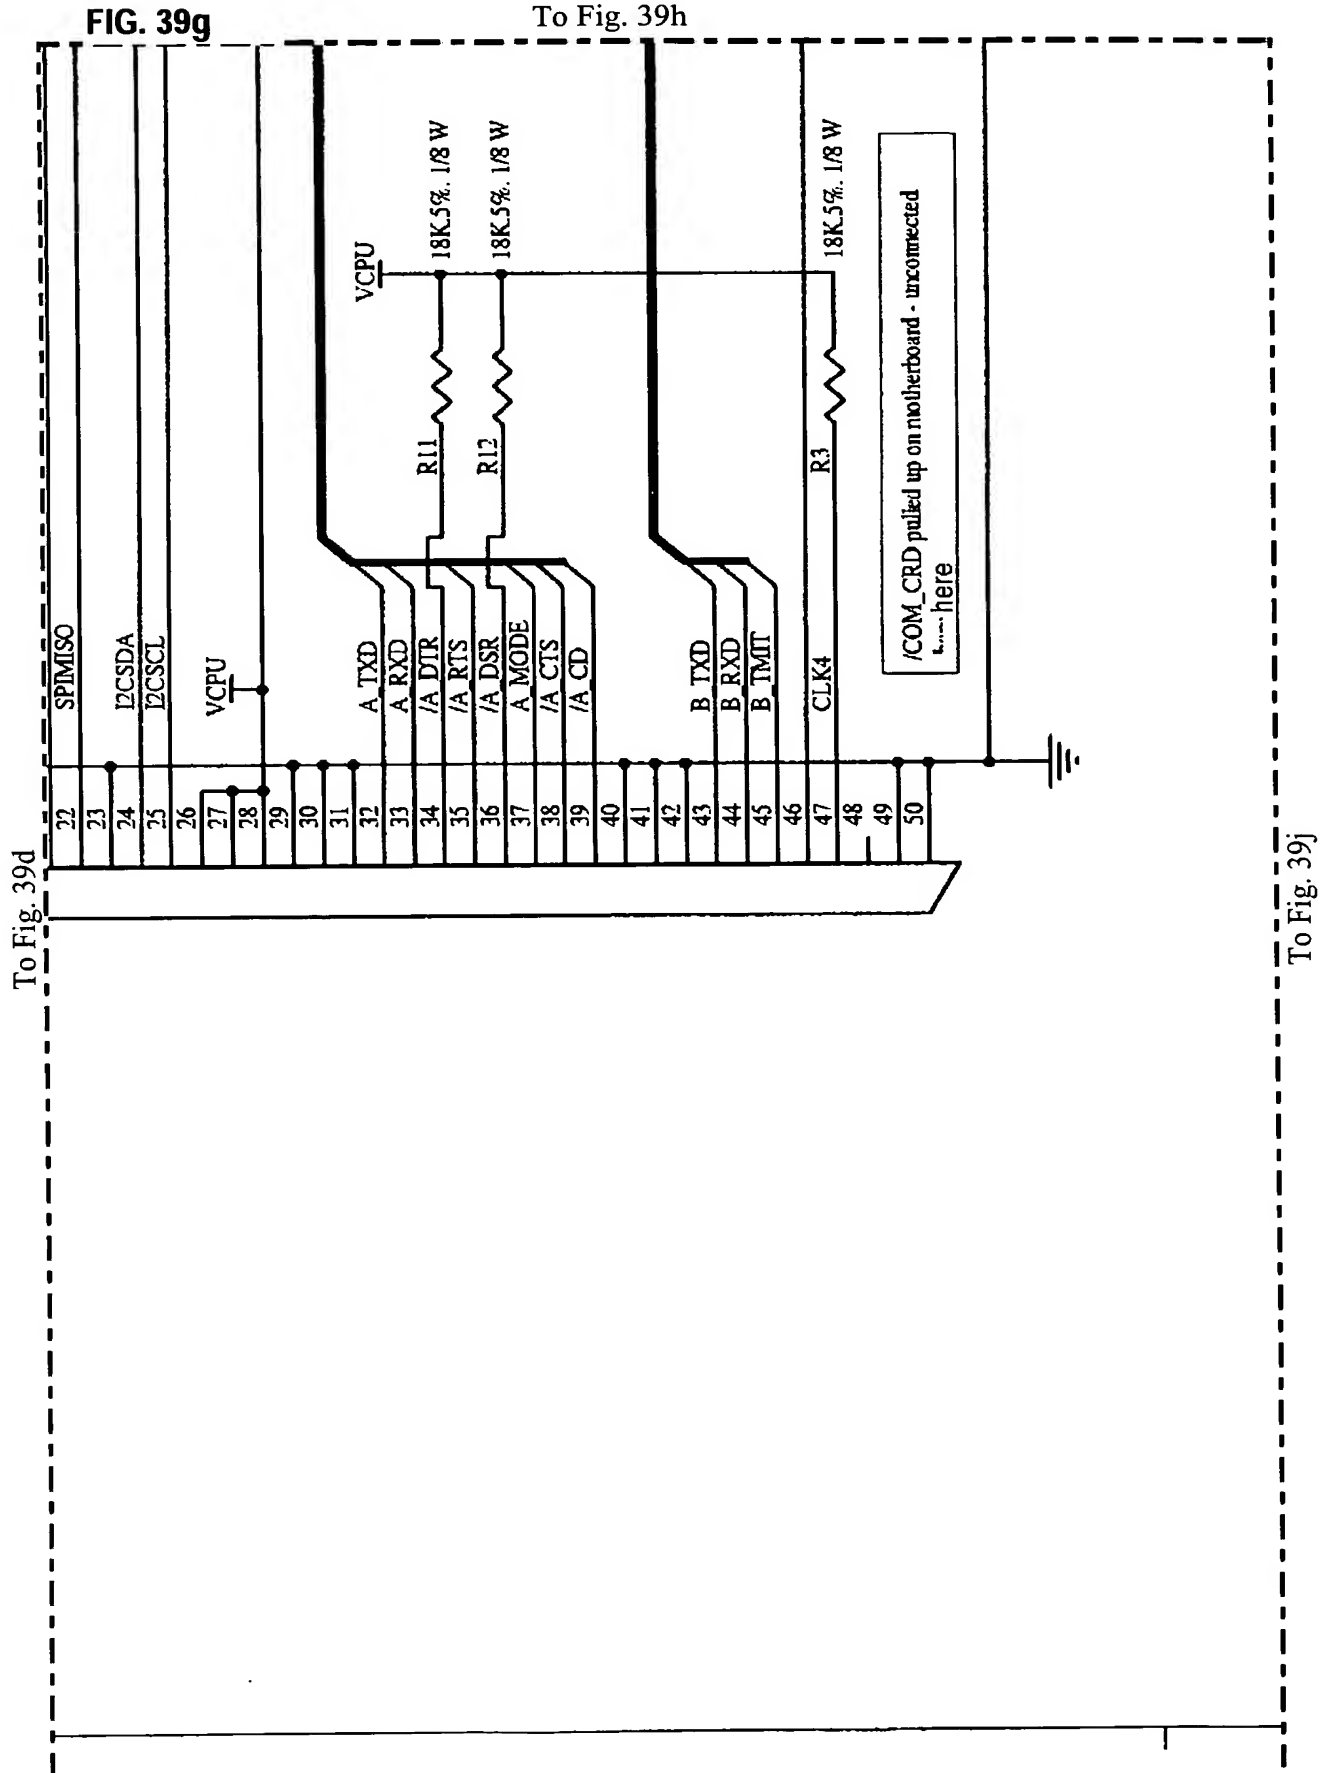 FIG. 39g
To Fig. 39h
To Fig. 39d
To Fig. 39j
22 SPIMISO
23
24 I2CSDA
25 I2CSCL
26
27
28
VCPU
29
30
31
32 A_TXD
33 A_RXD
34 /A_DTR R11 18K.5%. 1/8 W
35 /A_RTS
36 /A_DSR R12 18K.5%. 1/8 W
37 A_MODE
38 /A_CTS
39 /A_CD
VCPU
40
41
42
43 B_TXD
44 B_RXD
45 B_TMIT
46
47 CLK4 R3 18K.5%. 1/8 W
48
49
50
/COM_CRD pulled up on motherboard - unconnected
here